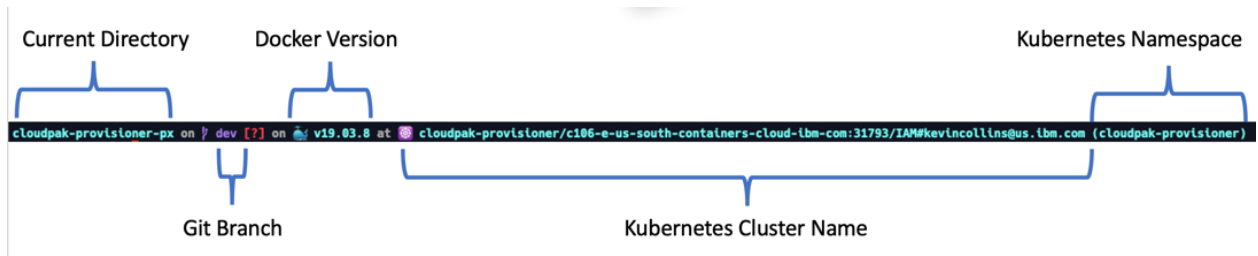 Current Directory
Docker Version
Kubernetes Namespace
cloudpak-provisioner-px on dev [?] on v19.03.8 at cloudpak-provisioner/c106-e-us-south-containers-cloud-ibm-com:31793/IAM#kevincollins@us.ibm.com (cloudpak-provisioner)
Git Branch
Kubernetes Cluster Name